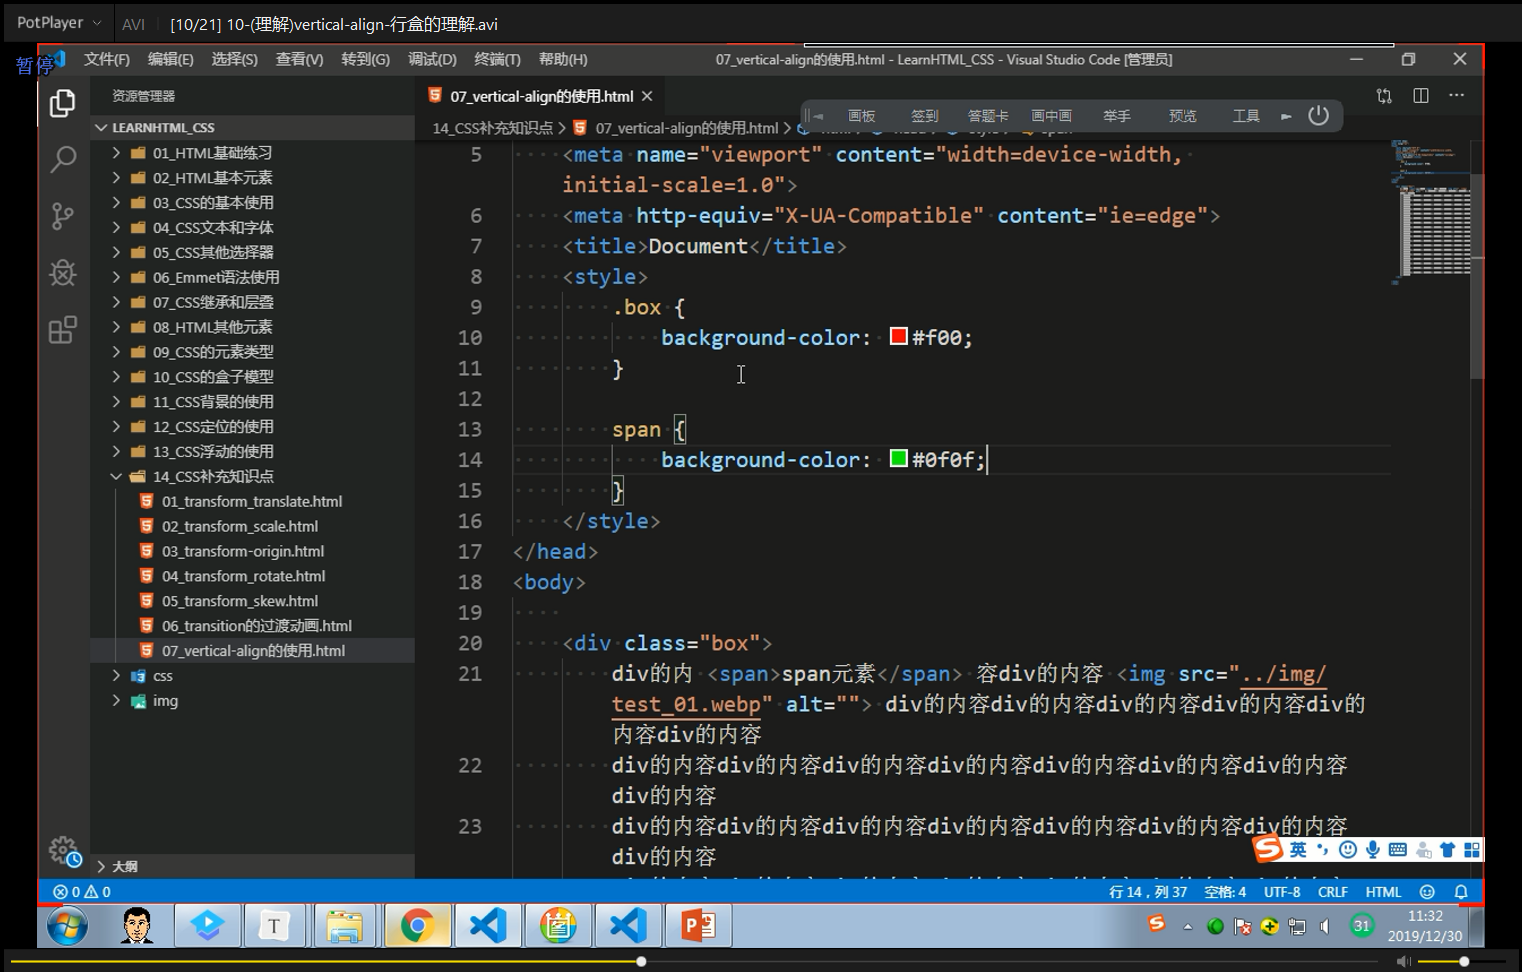 PotPlayer AVI [10/21] 10-(理解)vertical-align-行盒的理解.avi
暂停
文件(F) 编辑(E) 选择(S) 查看(V) 转到(G) 调试(D) 终端(T) 帮助(H) 07_vertical-align的使用.html - LearnHTML_CSS - Visual Studio Code [管理员]
资源管理器
07_vertical-align的使用.html
画板 签到 答题卡 画中画 举手 预览 工具
14_CSS补充知识点 > 07_vertical-align的使用.html >
LEARNHTML_CSS
01_HTML基础练习
02_HTML基本元素
03_CSS的基本使用
04_CSS文本和字体
05_CSS其他选择器
06_Emmet语法使用
07_CSS继承和层叠
08_HTML其他元素
09_CSS的元素类型
10_CSS的盒子模型
11_CSS背景的使用
12_CSS定位的使用
13_CSS浮动的使用
14_CSS补充知识点
01_transform_translate.html
02_transform_scale.html
03_transform-origin.html
04_transform_rotate.html
05_transform_skew.html
06_transition的过渡动画.html
07_vertical-align的使用.html
css
img
大纲
5 <meta name="viewport" content="width=device-width,
initial-scale=1.0">
6 <meta http-equiv="X-UA-Compatible" content="ie=edge">
7 <title>Document</title>
8 <style>
9 .box {
10 background-color: #f00;
11 }
12
13 span {
14 background-color: #0f0f;
15 }
16 </style>
17 </head>
18 <body>
19
20 <div class="box">
21 div的内 <span>span元素</span> 容div的内容 <img src="../img/
test_01.webp" alt=""> div的内容div的内容div的内容div的内容div的
内容div的内容
22 div的内容div的内容div的内容div的内容div的内容div的内容div的内容
div的内容
23 div的内容div的内容div的内容div的内容div的内容div的内容div的内容
div的内容
英
0 0 行 14，列 37 空格: 4 UTF-8 CRLF HTML
T 31 11:32
2019/12/30